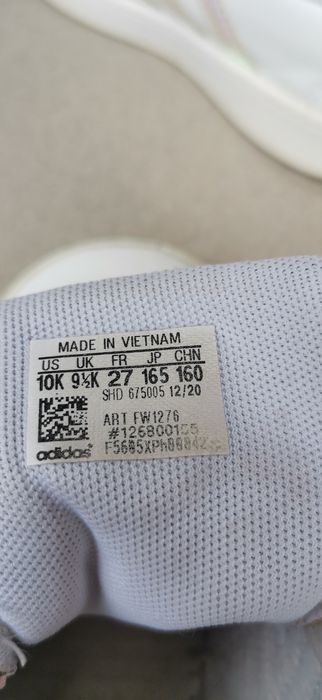 MADE IN VIETNAM
US UK FR JP CHN
10K 9½K 27 165 160
SHD 675005 12/20
ART FW1276
#126800155
adidas